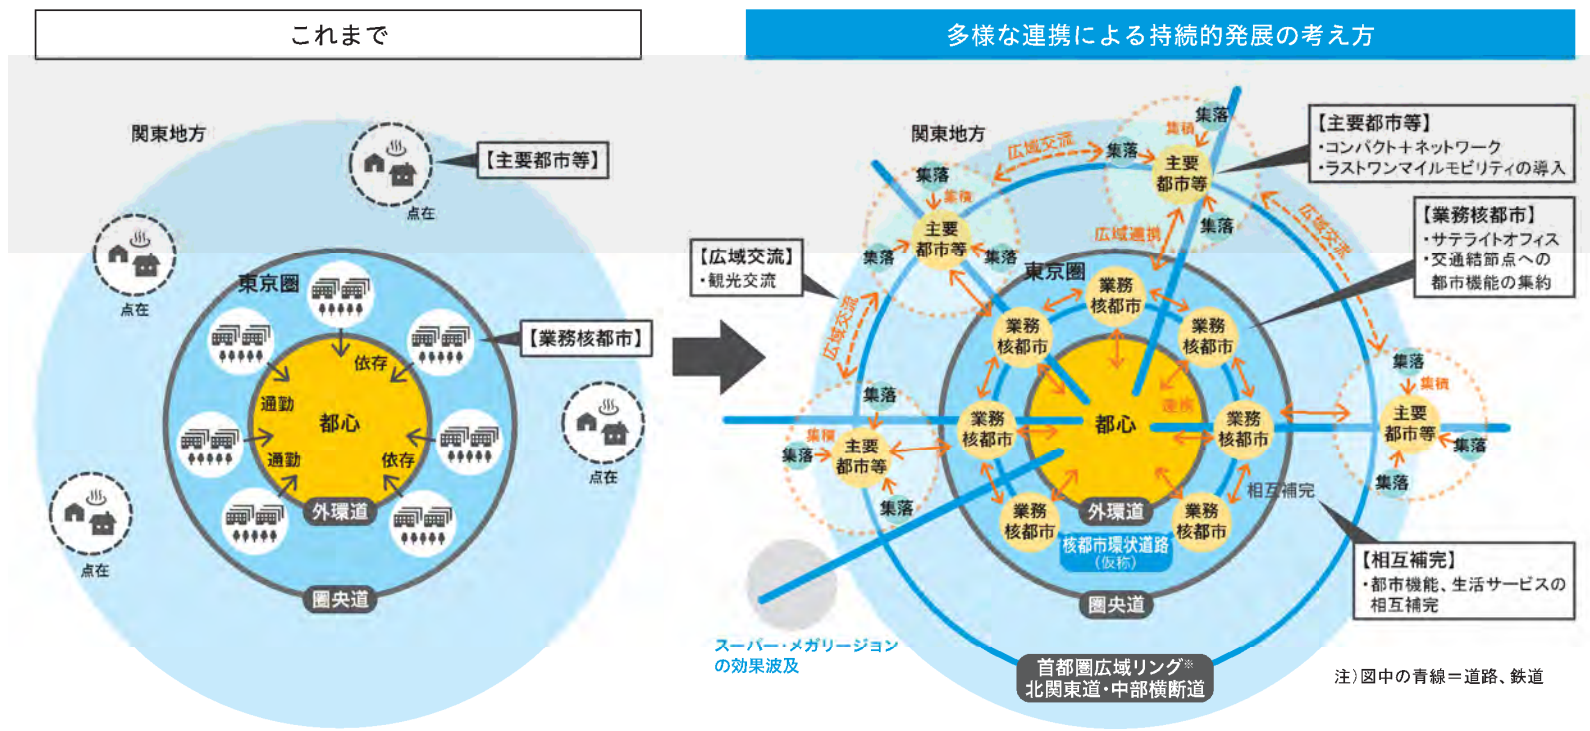 これまで
関東地方
【主要都市等】
点在
点在
東京圏
【業務核都市】
依存
通勤
都心
通勤
依存
点在
外環道
点在
圏央道
多様な連携による持続的発展の考え方
関東地方
広域交流
集落
集積
集落
主要
都市等
集落
【主要都市等】
・コンパクト＋ネットワーク
・ラストワンマイルモビリティの導入
集落
集積
主要
都市等
集落
集落
広域連携
広域交流
【業務核都市】
・サテライトオフィス
・交通結節点への
都市機能の集約
【広域交流】
・観光交流
広域交流
東京圏
業務
核都市
業務
核都市
業務
核都市
集落
集積
主要
都市等
集落
集落
連携
都心
業務
核都市
業務
核都市
集落
集積
主要
都市等
集落
集落
相互補完
業務
核都市
外環道
業務
核都市
核都市環状道路
（仮称）
圏央道
【相互補完】
・都市機能、生活サービスの
相互補完
スーパー・メガリージョン
の効果波及
首都圏広域リング※
北関東道・中部横断道
注）図中の青線＝道路、鉄道